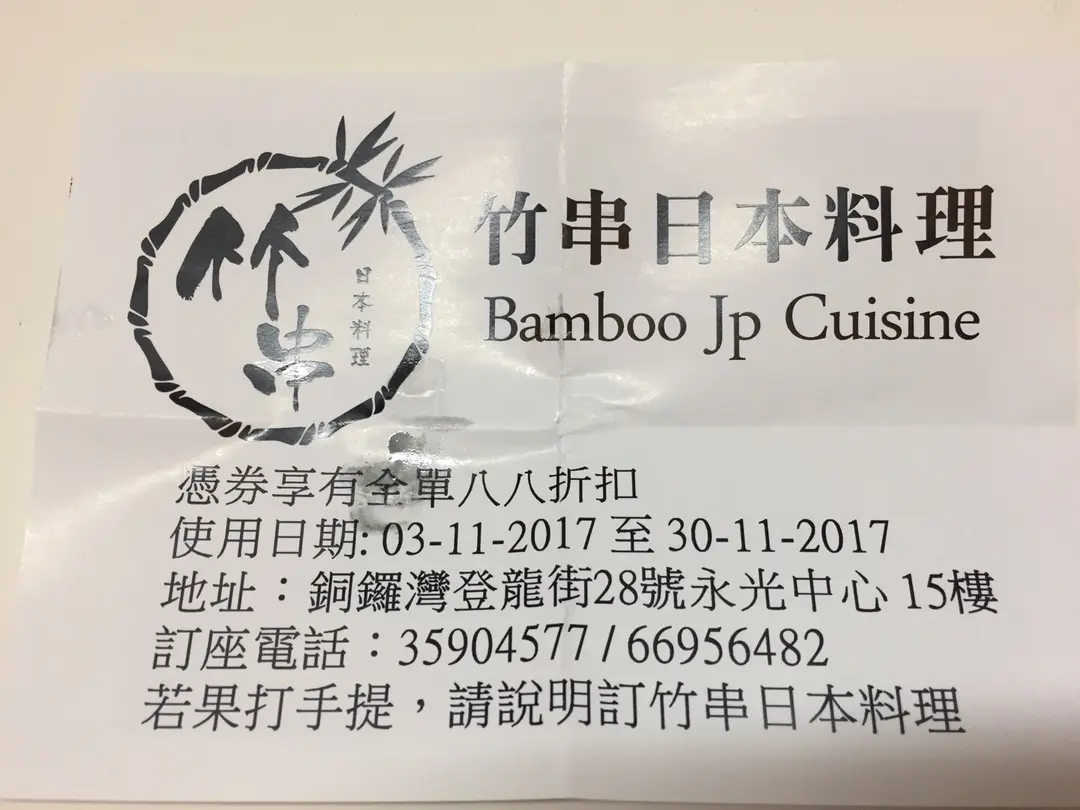 竹串
日本料理
竹串日本料理
Bamboo Jp Cuisine
憑券享有全單八八折扣
使用日期: 03-11-2017 至 30-11-2017
地址：銅鑼灣登龍街28號永光中心 15樓
訂座電話：35904577 / 66956482
若果打手提，請說明訂竹串日本料理